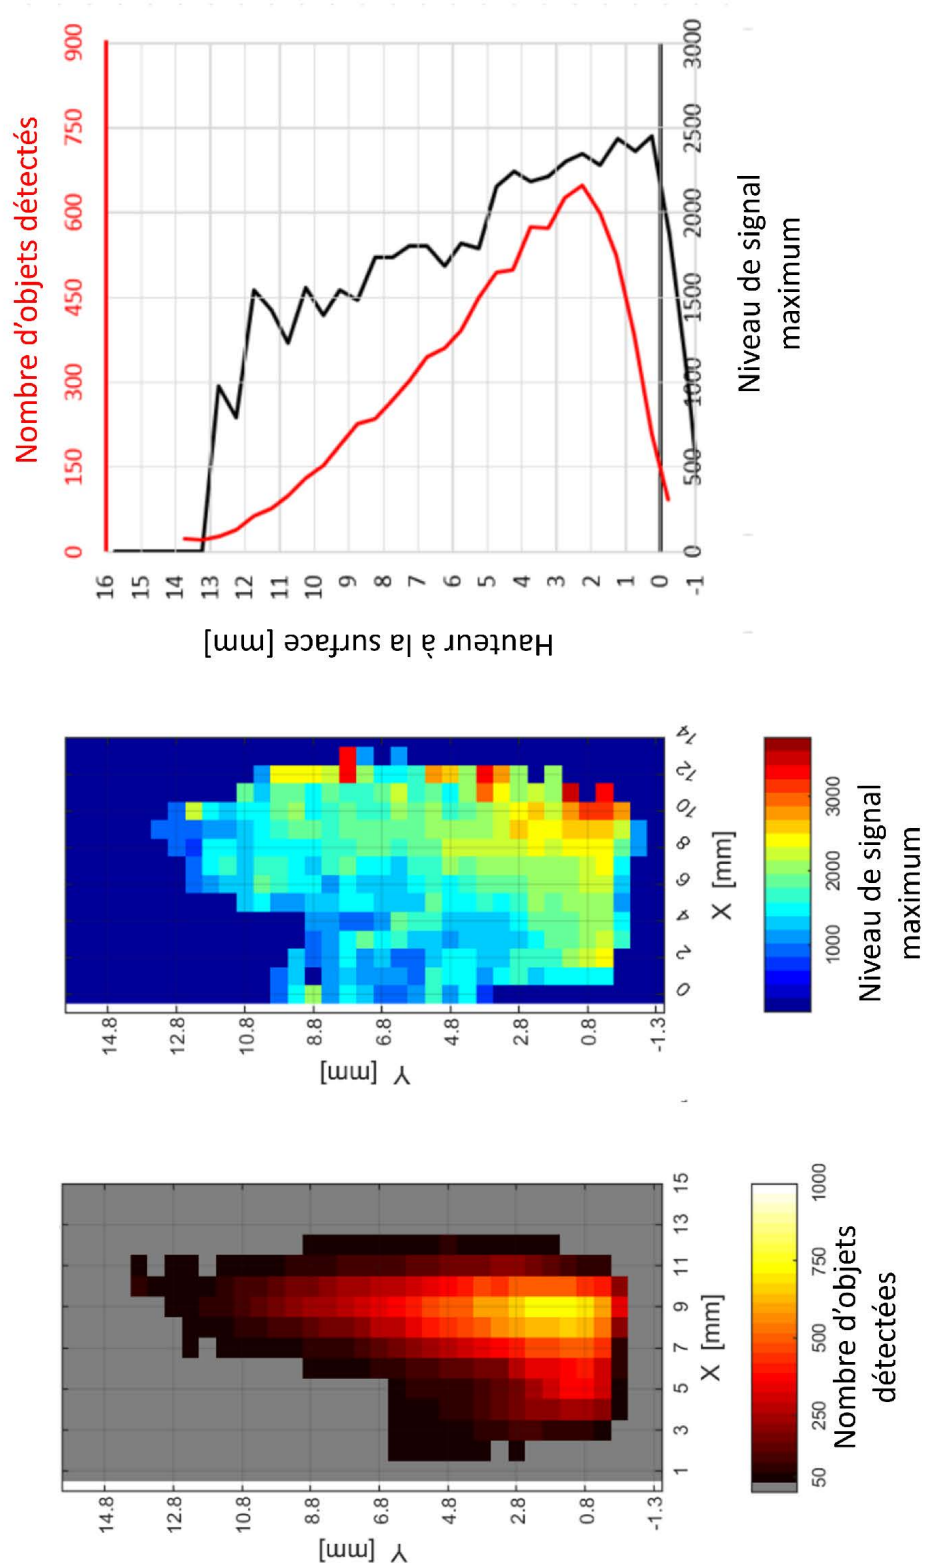 Nombre d'objets détectés
0 150 300 450 600 750 900
16
15
14
13
12
11
10
9
8
7
6
5
4
3
2
1
0
-1
0 500 1000 1500 2000 2500 3000
Hauteur à la surface [mm]
Niveau de signal
maximum
14.8
12.8
10.8
8.8
6.8
4.8
2.8
0.8
-1.3
Y [mm]
0 2 4 6 8 10 12 14
X [mm]
1000 2000 3000
Niveau de signal
maximum
14.8
12.8
10.8
8.8
6.8
4.8
2.8
0.8
-1.3
Y [mm]
1 3 5 7 9 11 13 15
X [mm]
50 250 500 750 1000
Nombre d'objets
détectées